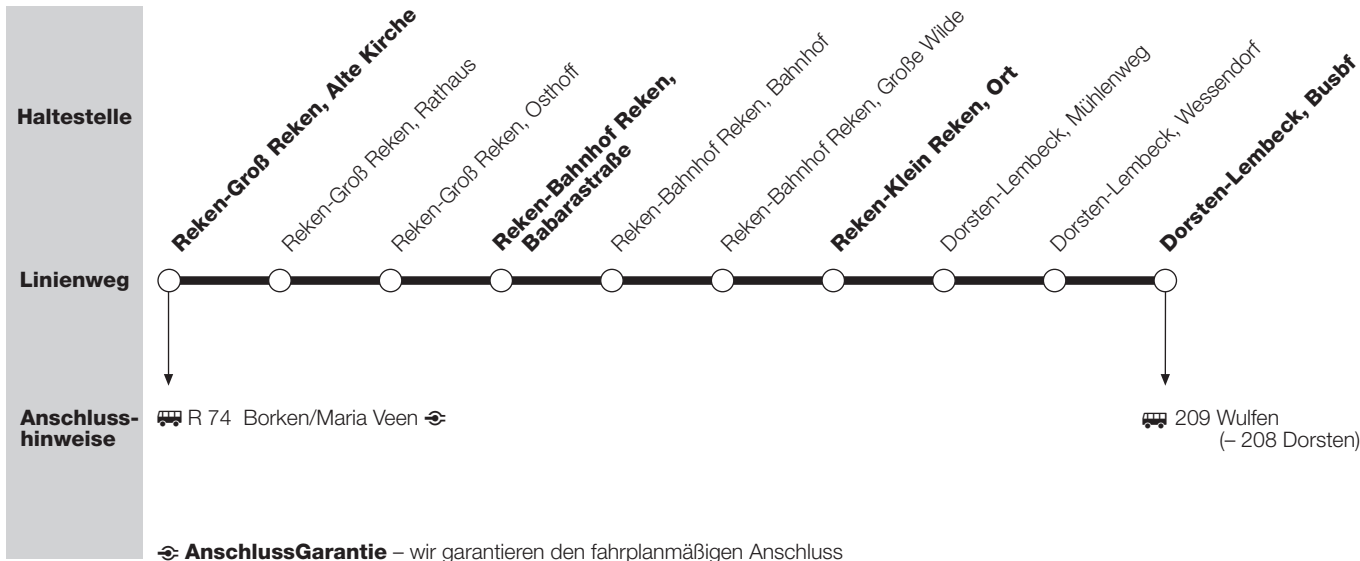 Haltestelle
Reken-Groß Reken, Alte Kirche
Reken-Groß Reken, Rathaus
Reken-Groß Reken, Osthoff
Reken-Bahnhof Reken,
Babarastraße
Reken-Bahnhof Reken, Bahnhof
Reken-Bahnhof Reken, Große Wilde
Reken-Klein Reken, Ort
Dorsten-Lembeck, Mühlenweg
Dorsten-Lembeck, Wessendorf
Dorsten-Lembeck, Busbf
Linienweg
Anschluss-
hinweise
R 74 Borken/Maria Veen
209 Wulfen
(– 208 Dorsten)
AnschlussGarantie – wir garantieren den fahrplanmäßigen Anschluss